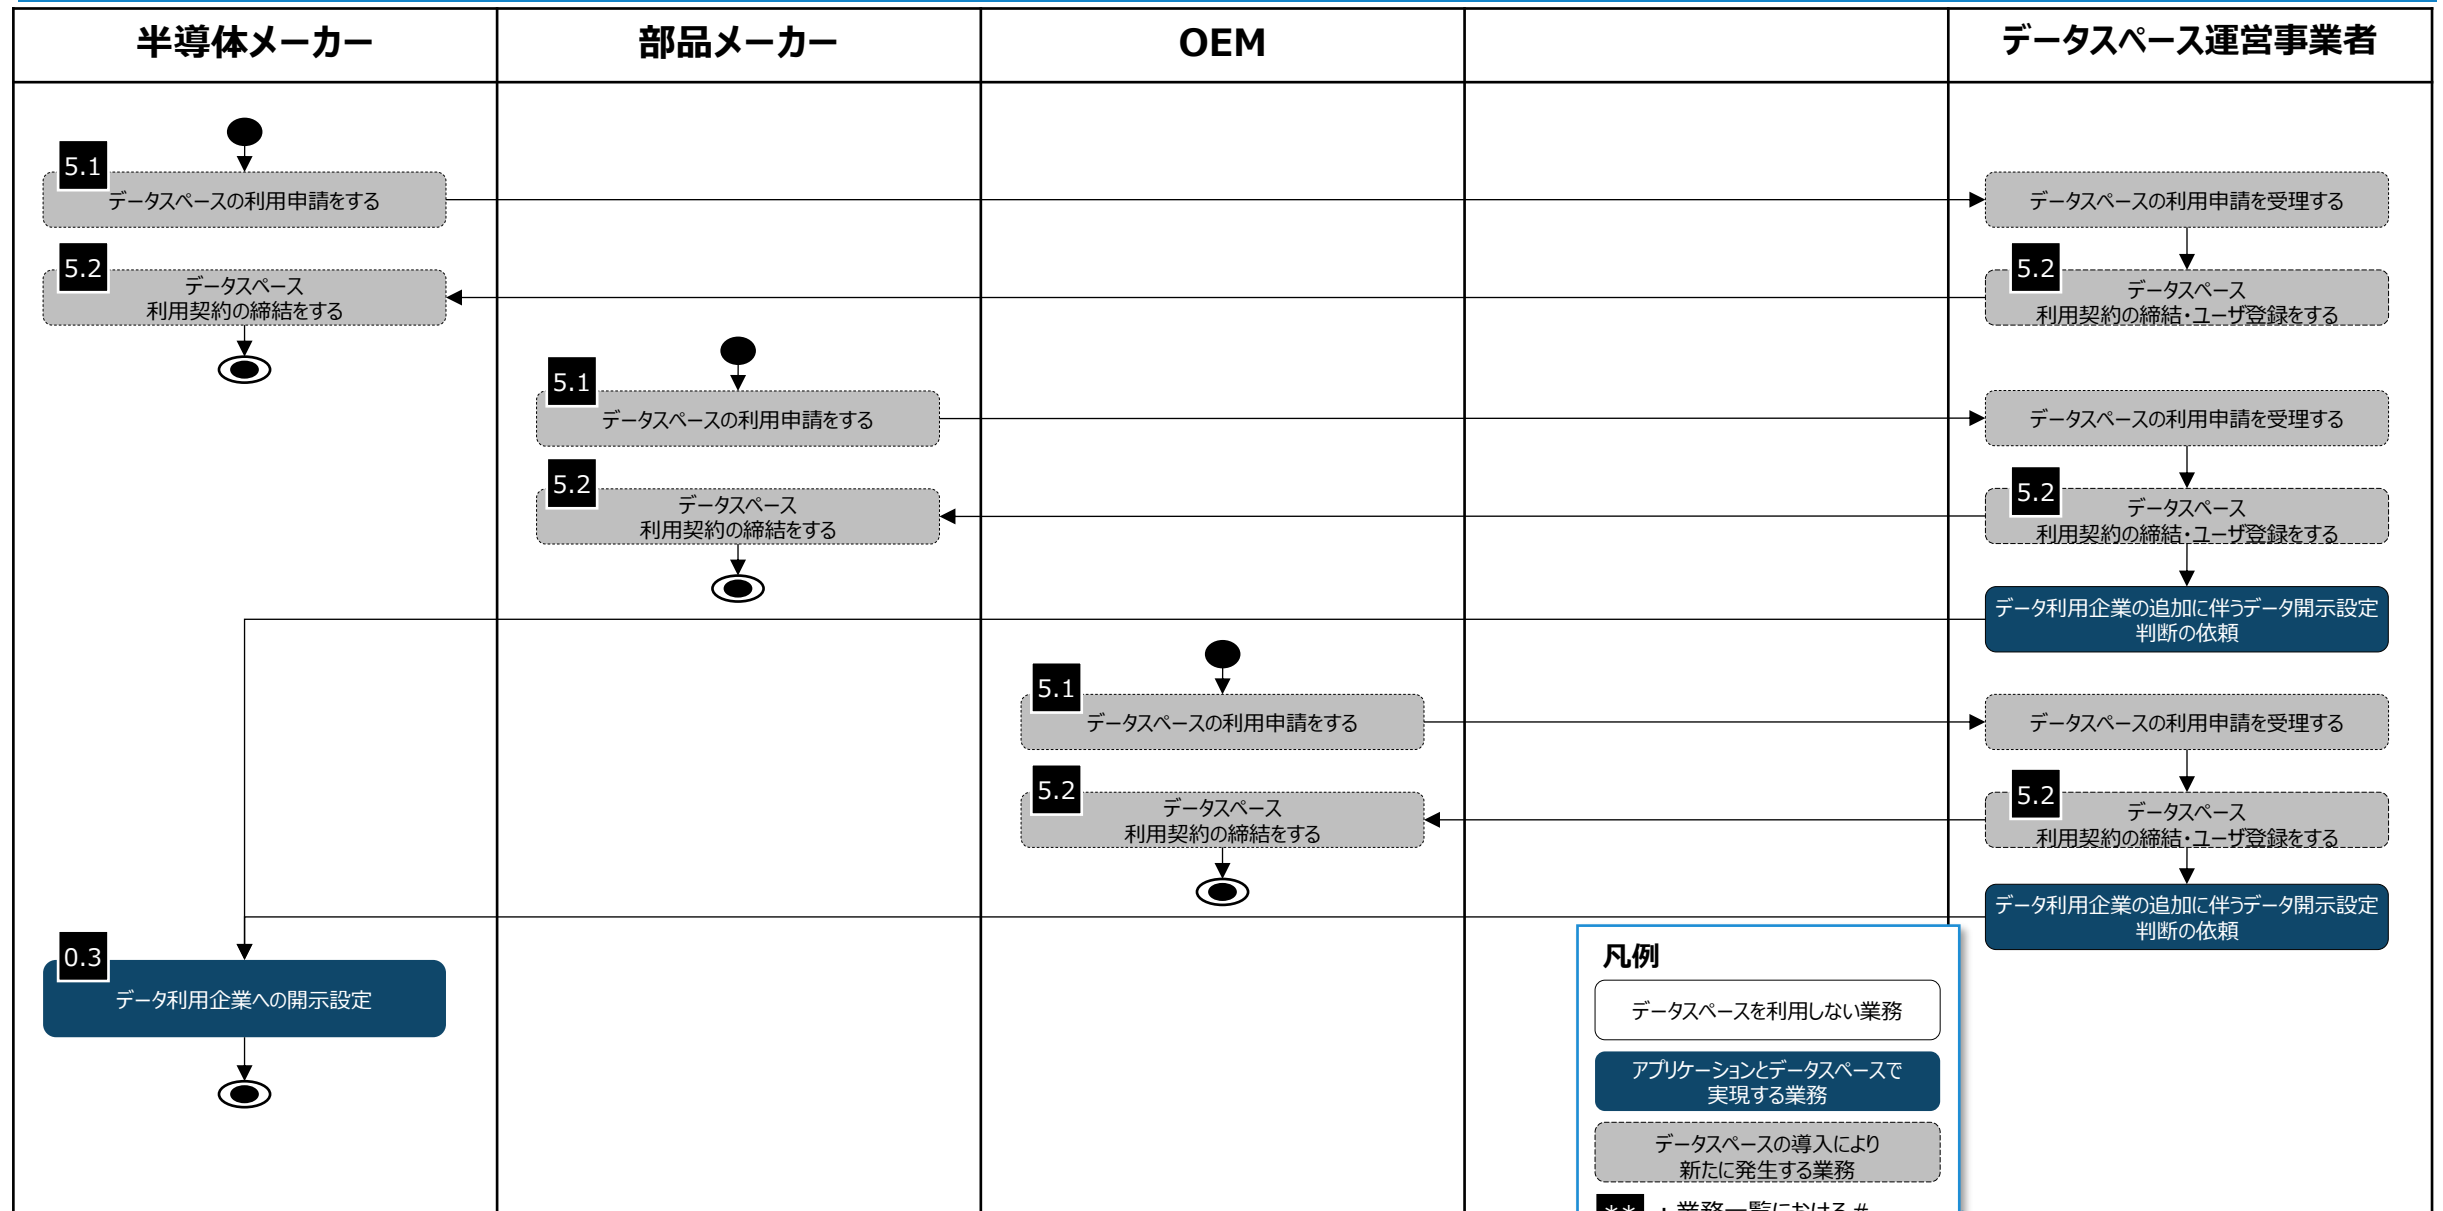 半導体メーカー
部品メーカー
OEM
データスペース運営事業者
5.1
データスペースの利用申請をする
データスペースの利用申請を受理する
5.2
データスペース
利用契約の締結をする
5.2
データスペース
利用契約の締結・ユーザ登録をする
5.1
データスペースの利用申請をする
データスペースの利用申請を受理する
5.2
データスペース
利用契約の締結をする
5.2
データスペース
利用契約の締結・ユーザ登録をする
データ利用企業の追加に伴うデータ開示設定
判断の依頼
5.1
データスペースの利用申請をする
データスペースの利用申請を受理する
5.2
データスペース
利用契約の締結をする
5.2
データスペース
利用契約の締結・ユーザ登録をする
データ利用企業の追加に伴うデータ開示設定
判断の依頼
0.3
データ利用企業への開示設定
凡例
データスペースを利用しない業務
アプリケーションとデータスペースで
実現する業務
データスペースの導入により
新たに発生する業務
**：業務一覧における#